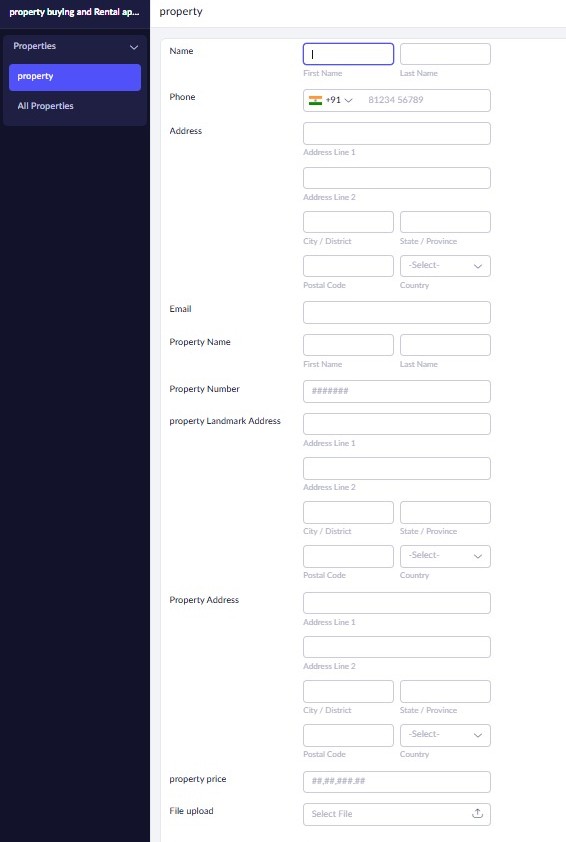 property buying and Rental ap...
property
Properties
property
All Properties
Name
First Name Last Name
Phone +91 81234 56789
Address
Address Line 1
Address Line 2
City / District State / Province
-Select-
Postal Code Country
Email
Property Name
First Name Last Name
Property Number #######
property Landmark Address
Address Line 1
Address Line 2
City / District State / Province
-Select-
Postal Code Country
Property Address
Address Line 1
Address Line 2
City / District State / Province
-Select-
Postal Code Country
property price ##,##,###.##
File upload Select File